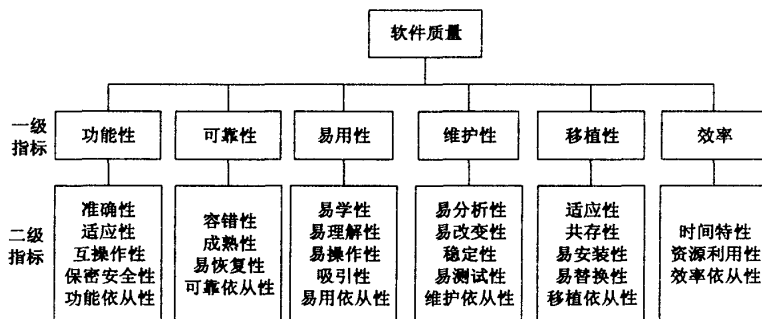 软件质量
一级
指标
功能性
可靠性
易用性
维护性
移植性
效率
二级
指标
准确性
适应性
互操作性
保密安全性
功能依从性
容错性
成熟性
易恢复性
可靠依从性
易学性
易理解性
易操作性
吸引性
易用依从性
易分析性
易改变性
稳定性
易测试性
维护依从性
适应性
共存性
易安装性
易替换性
移植依从性
时间特性
资源利用性
效率依从性